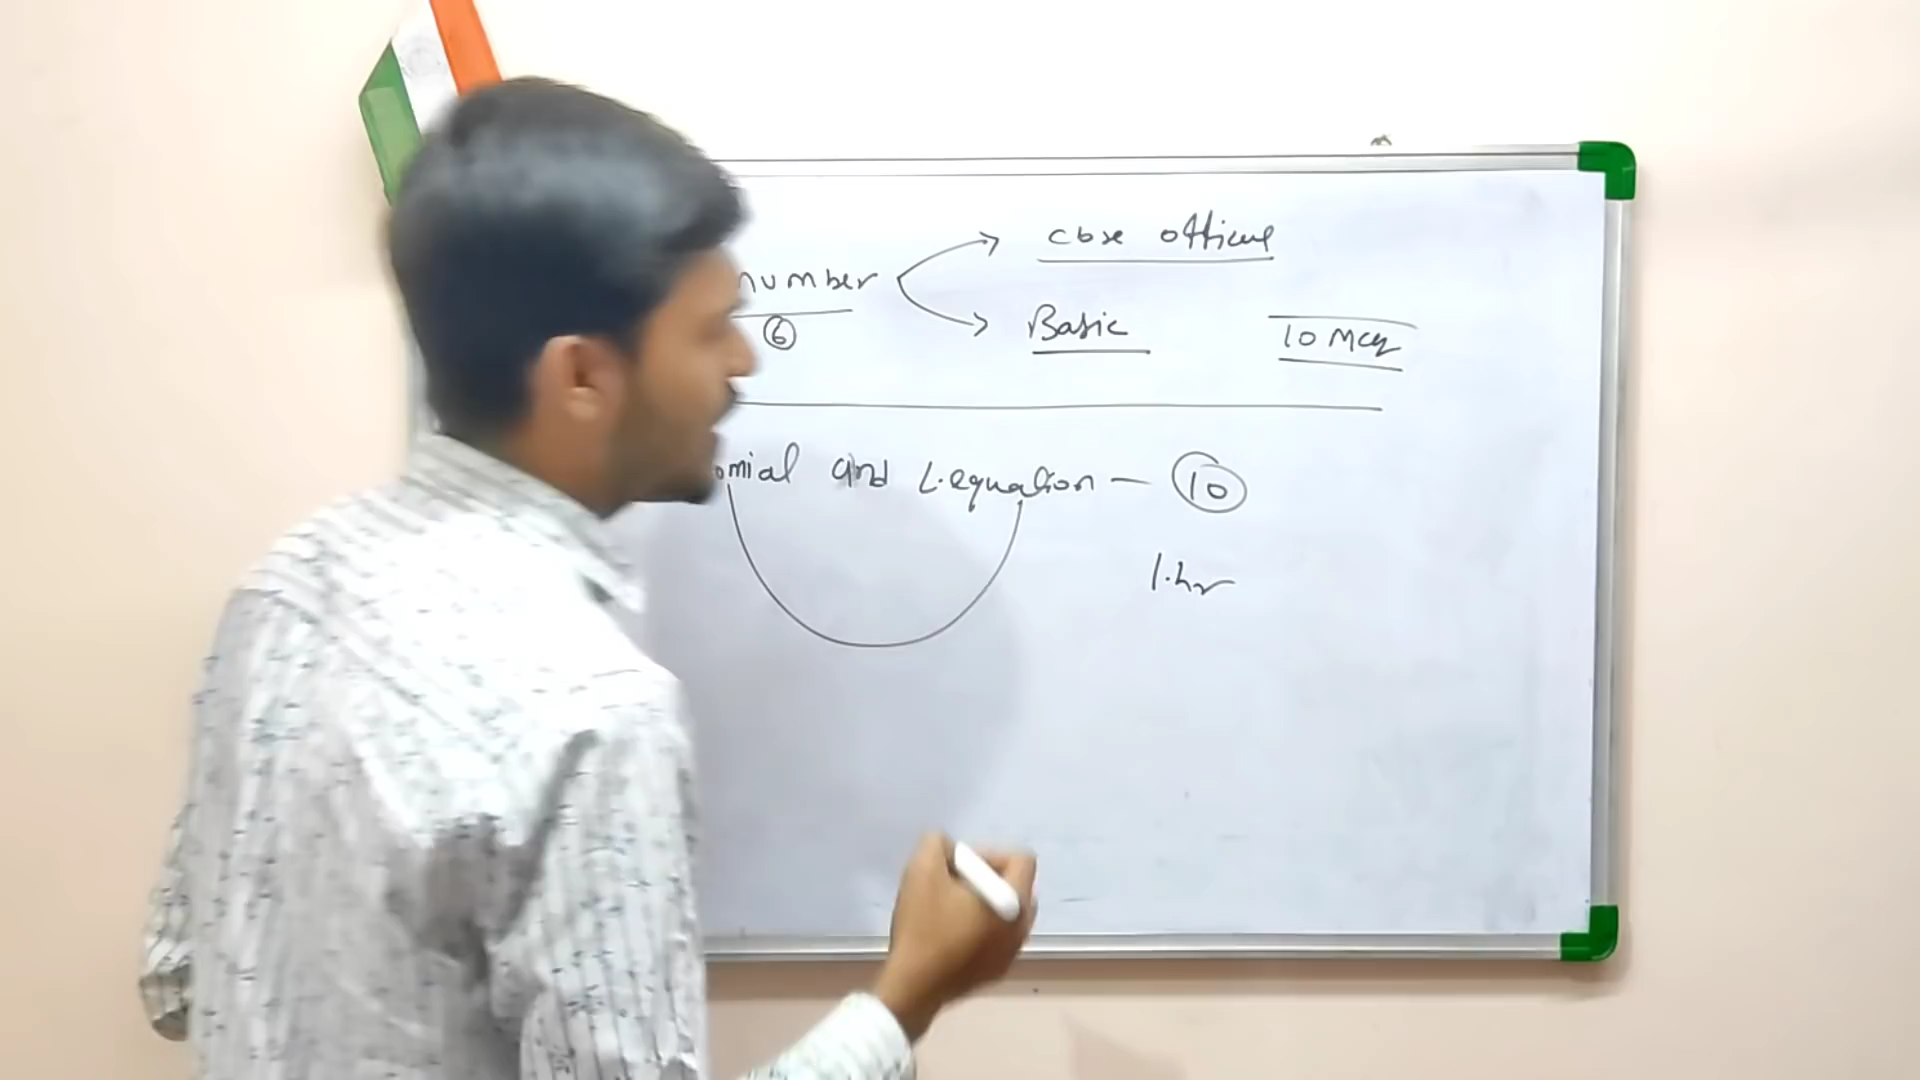 cbse official
number
6
Basic
10 Mcq
omial and L.equation — 10
1.hr